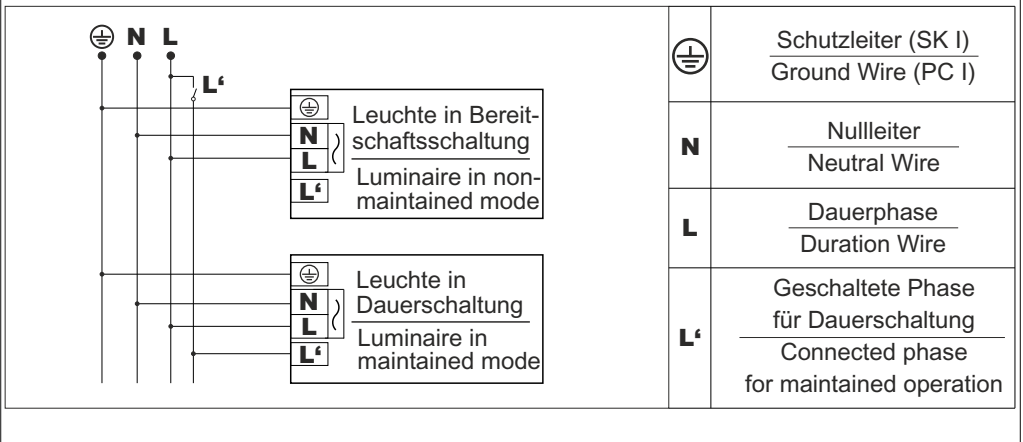 N L
L‘
Leuchte in Bereit-
schaftsschaltung
N
L
Luminaire in non-
maintained mode
L‘
Leuchte in
Dauerschaltung
N
L
Luminaire in
maintained mode
L‘
Schutzleiter (SK I)
Ground Wire (PC I)
N
Nullleiter
Neutral Wire
L
Dauerphase
Duration Wire
L‘
Geschaltete Phase
für Dauerschaltung
Connected phase
for maintained operation